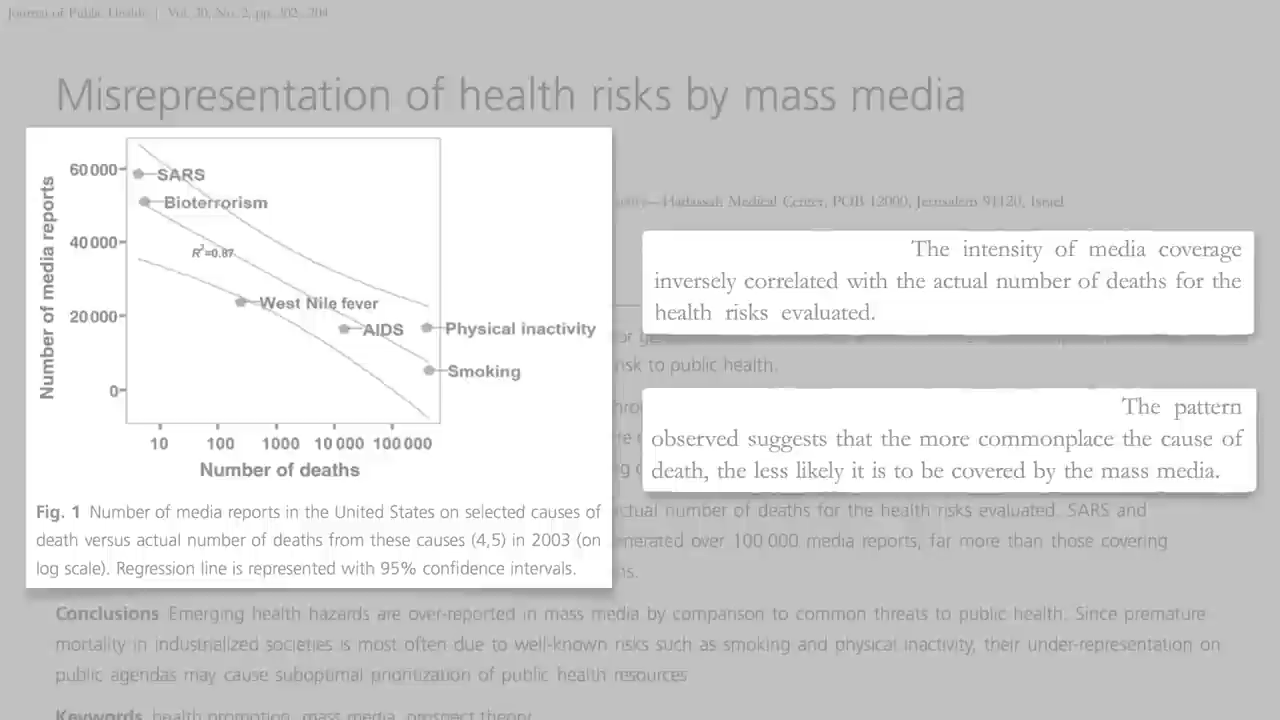 Journal of Public Health | Vol. 30, No. 2, pp. 202–204
Misrepresentation of health risks by mass media
Number of media reports
60 000
40 000
20 000
0
SARS
Bioterrorism
R²=0.87
West Nile fever
AIDS
Physical inactivity
Smoking
10 100 1000 10 000 100 000
Number of deaths
Fig. 1 Number of media reports in the United States on selected causes of
death versus actual number of deaths from these causes (4,5) in 2003 (on
log scale). Regression line is represented with 95% confidence intervals.
Hadassah Medical Center, POB 12000, Jerusalem 91120, Israel
The intensity of media coverage
inversely correlated with the actual number of deaths for the
health risks evaluated.
risk to public health.
The pattern
observed suggests that the more commonplace the cause of
death, the less likely it is to be covered by the mass media.
actual number of deaths for the health risks evaluated. SARS and
generated over 100 000 media reports, far more than those covering
Conclusions Emerging health hazards are over-reported in mass media by comparison to common threats to public health. Since premature
mortality in industrialized societies is most often due to well-known risks such as smoking and physical inactivity, their under-representation on
public agendas may cause suboptimal prioritization of public health resources
Keywords health promotion, mass media, prospect theory